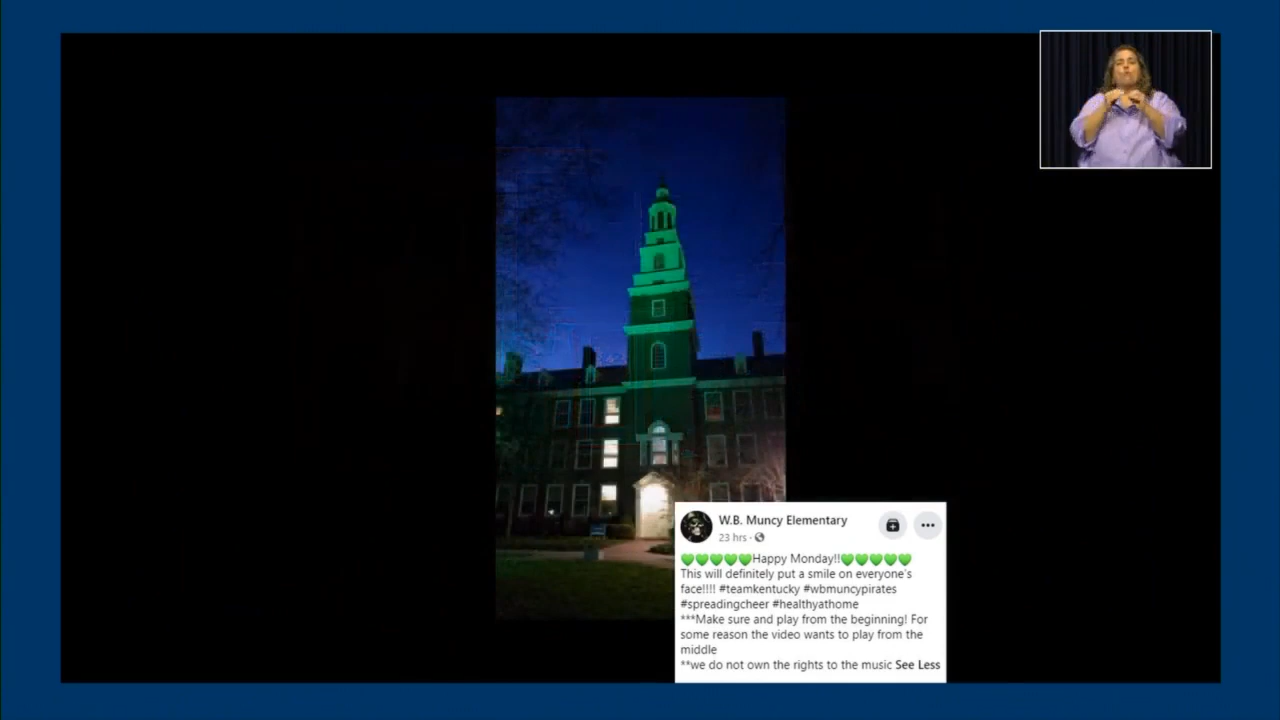 W.B. Muncy Elementary
23 hrs ·
💚💚💚💚💚Happy Monday!!💚💚💚💚💚
This will definitely put a smile on everyone's
face!!!! #teamkentucky #wbmuncypirates
#spreadingcheer #healthyathome
***Make sure and play from the beginning! For
some reason the video wants to play from the
middle
**we do not own the rights to the music See Less